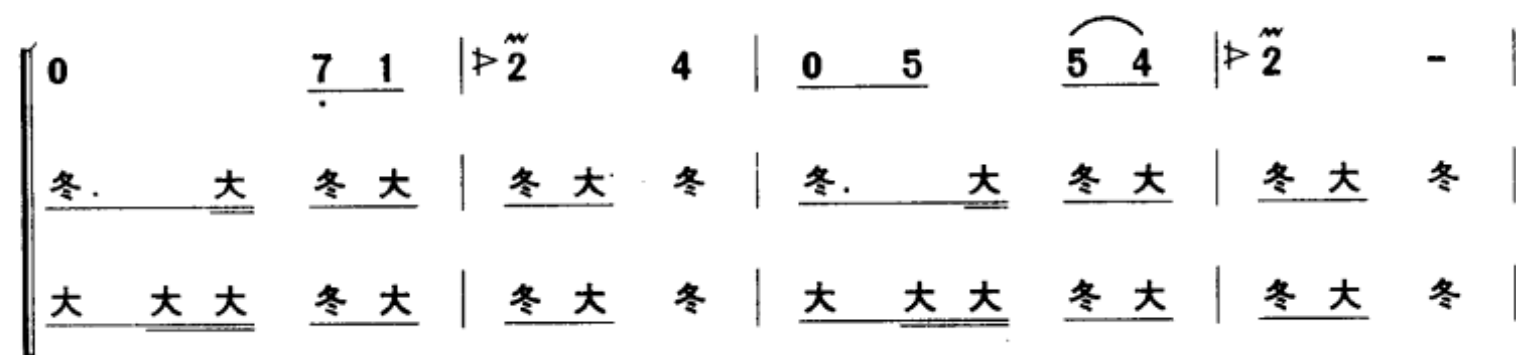 0 7 1 | 2 4 | 0 5 5 4 | 2 - |
冬. 大 冬 大 | 冬 大 冬 | 冬. 大 冬 大 | 冬 大 冬 |
大 大 大 冬 大 | 冬 大 冬 | 大 大 大 冬 大 | 冬 大 冬 |